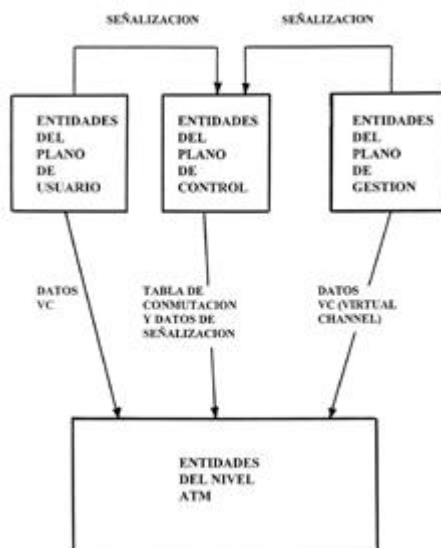 SEÑALIZACION
SEÑALIZACION
ENTIDADES
DEL
PLANO
DE
USUARIO
ENTIDADES
DEL
PLANO
DE
CONTROL
ENTIDADES
DEL
PLANO
DE
GESTION
DATOS
VC
TABLA DE
CONMUTACION
Y DATOS DE
SEÑALIZACION
DATOS
VC (VIRTUAL
CHANNEL)
ENTIDADES
DEL NIVEL
ATM